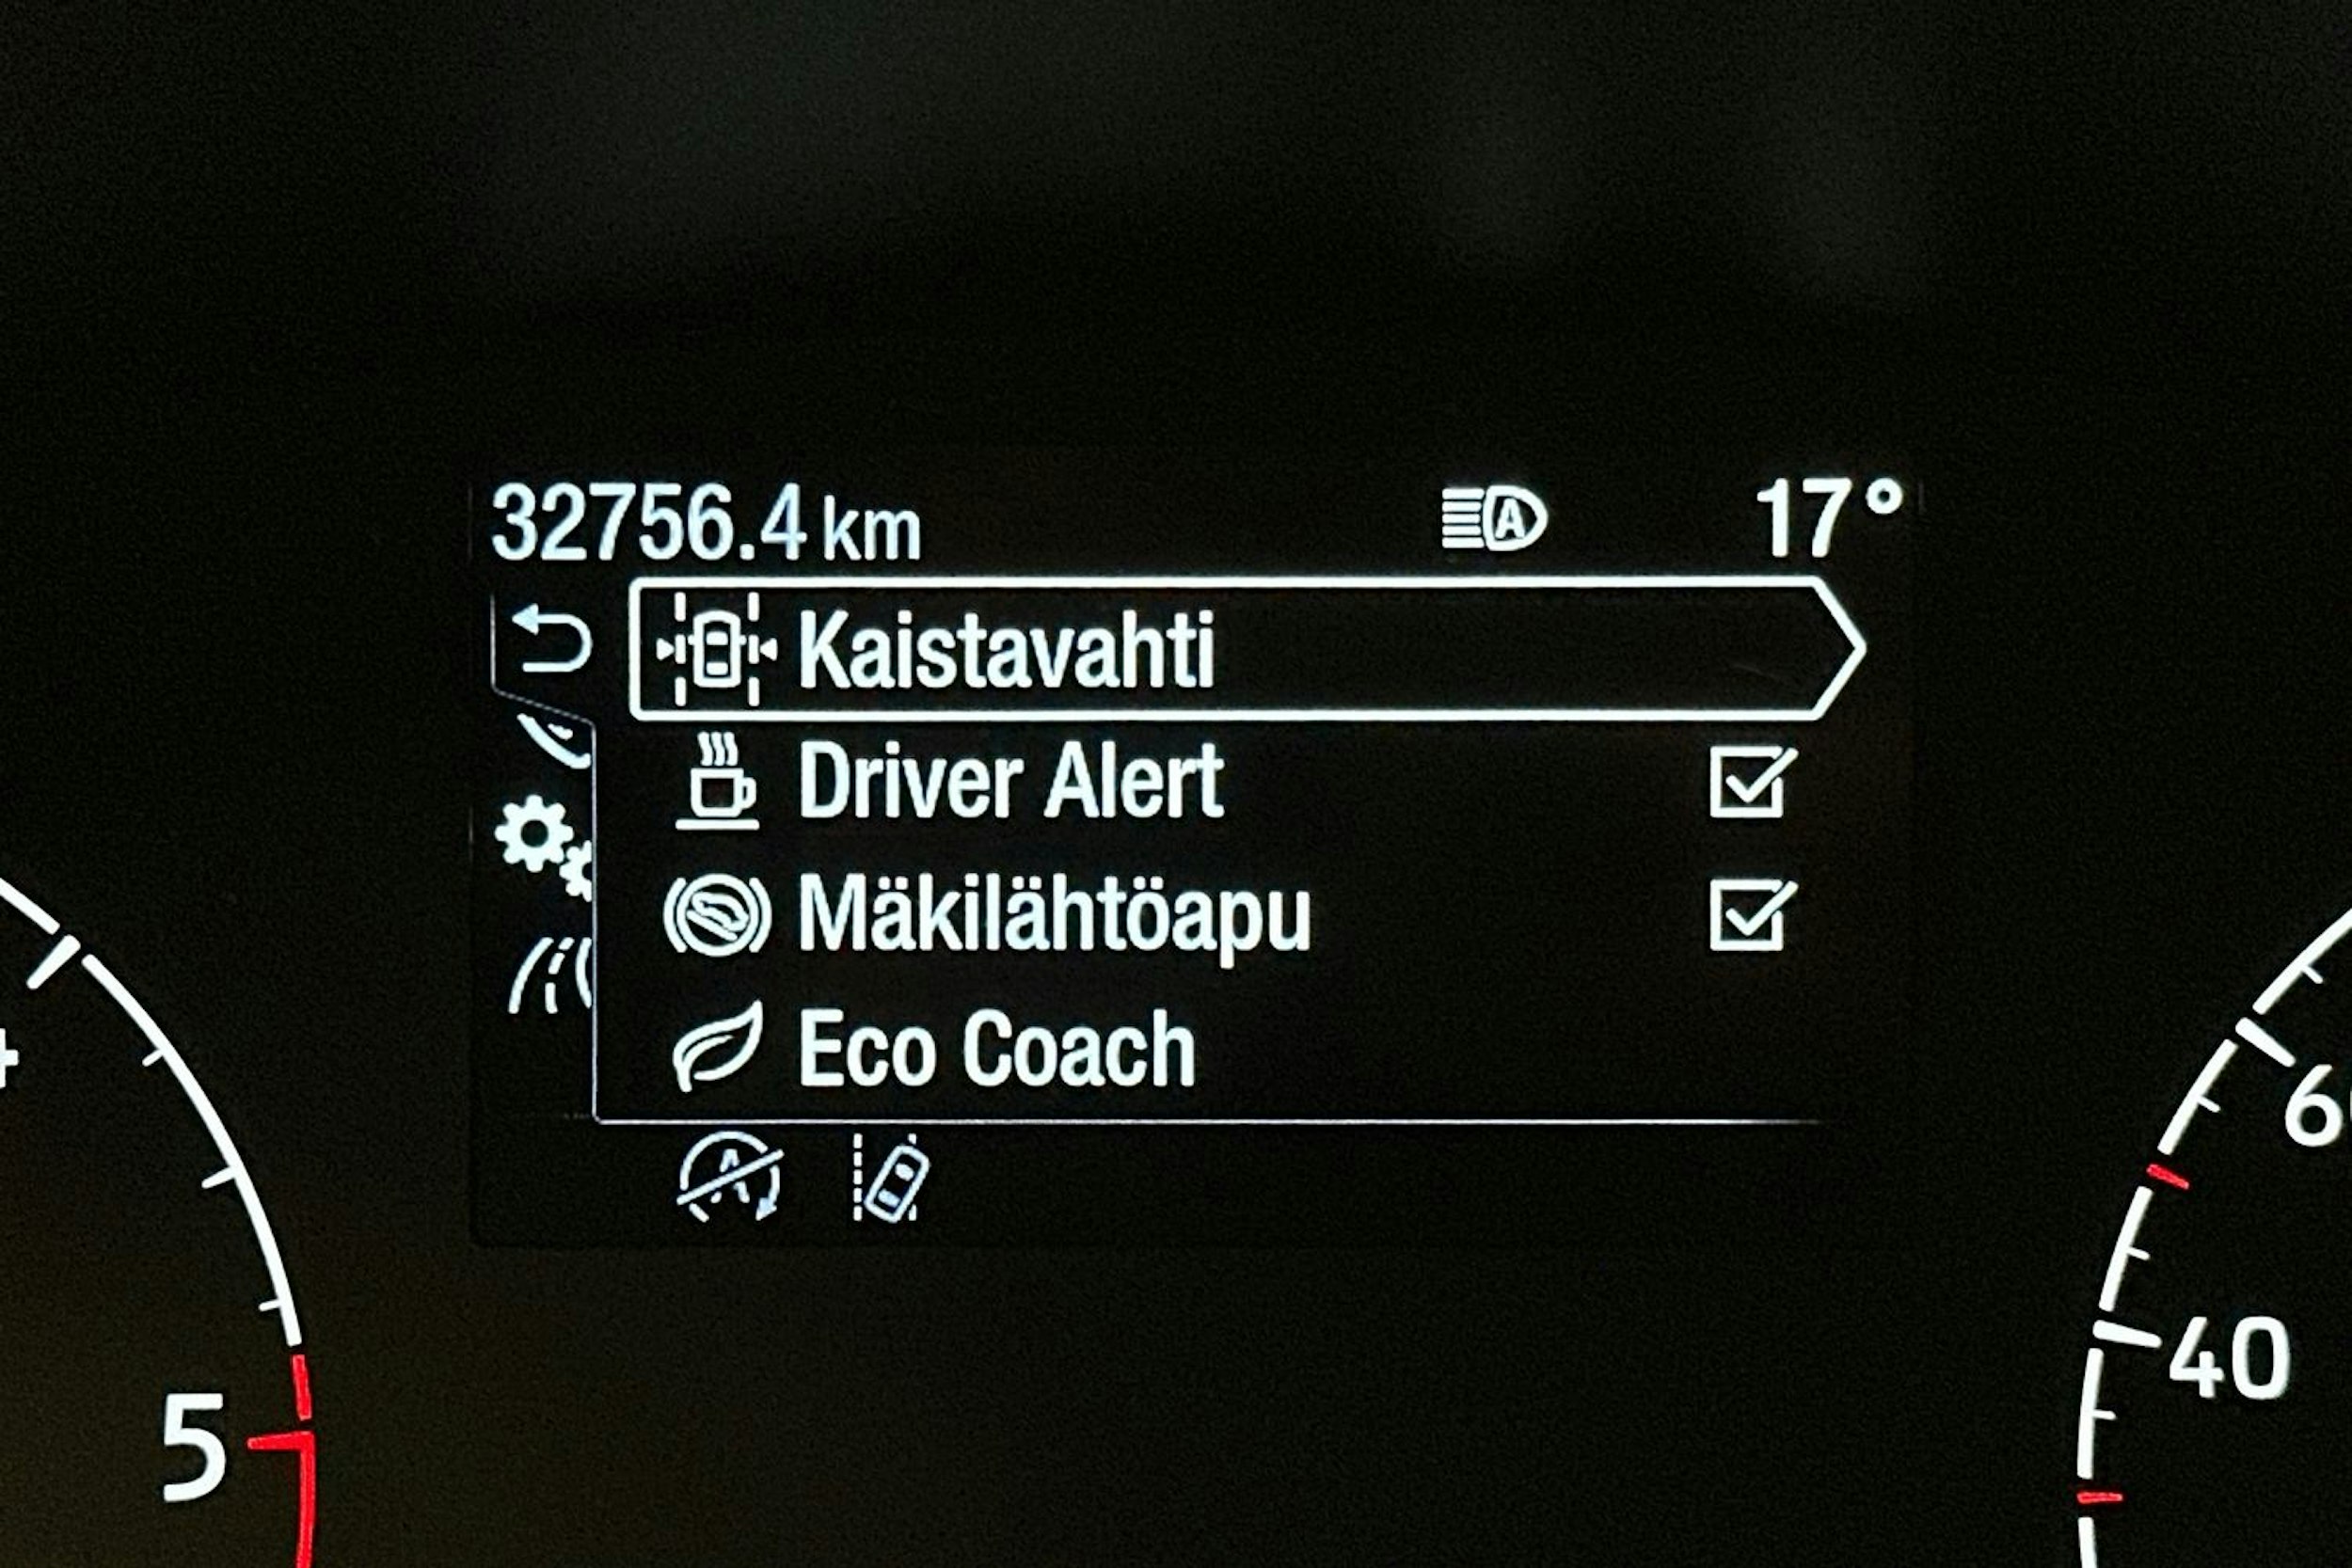 32756.4 km A 17°
Kaistavahti
Driver Alert
Mäkilähtöapu
Eco Coach
A
5
40